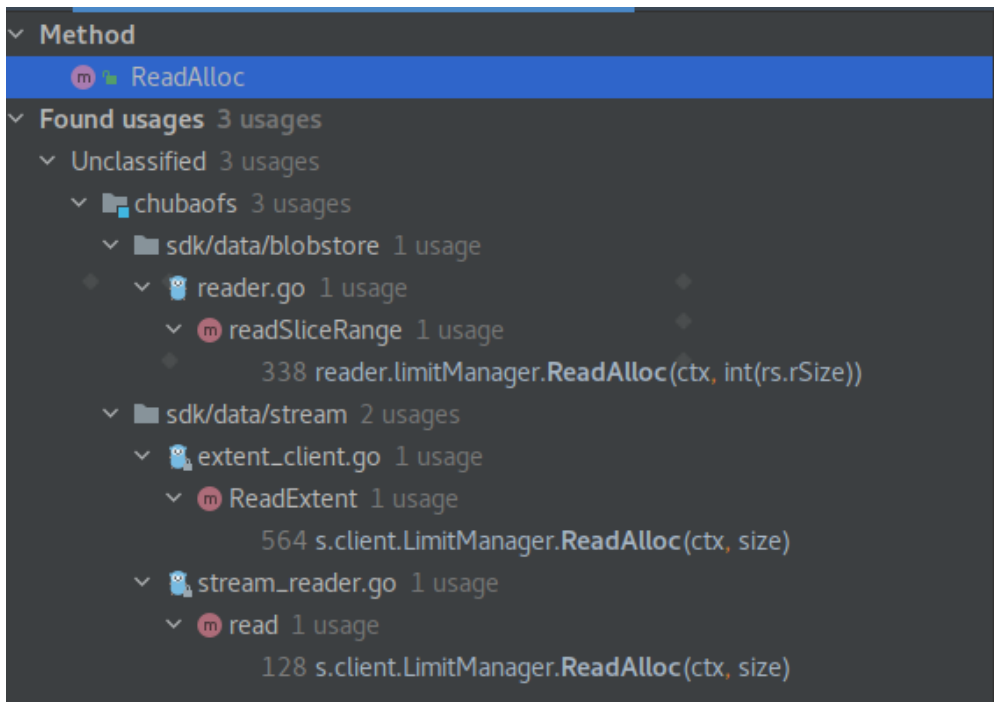 Method
m ReadAlloc
Found usages 3 usages
Unclassified 3 usages
chubaofs 3 usages
sdk/data/blobstore 1 usage
reader.go 1 usage
m readSliceRange 1 usage
338 reader.limitManager.ReadAlloc(ctx, int(rs.rSize))
sdk/data/stream 2 usages
extent_client.go 1 usage
m ReadExtent 1 usage
564 s.client.LimitManager.ReadAlloc(ctx, size)
stream_reader.go 1 usage
m read 1 usage
128 s.client.LimitManager.ReadAlloc(ctx, size)